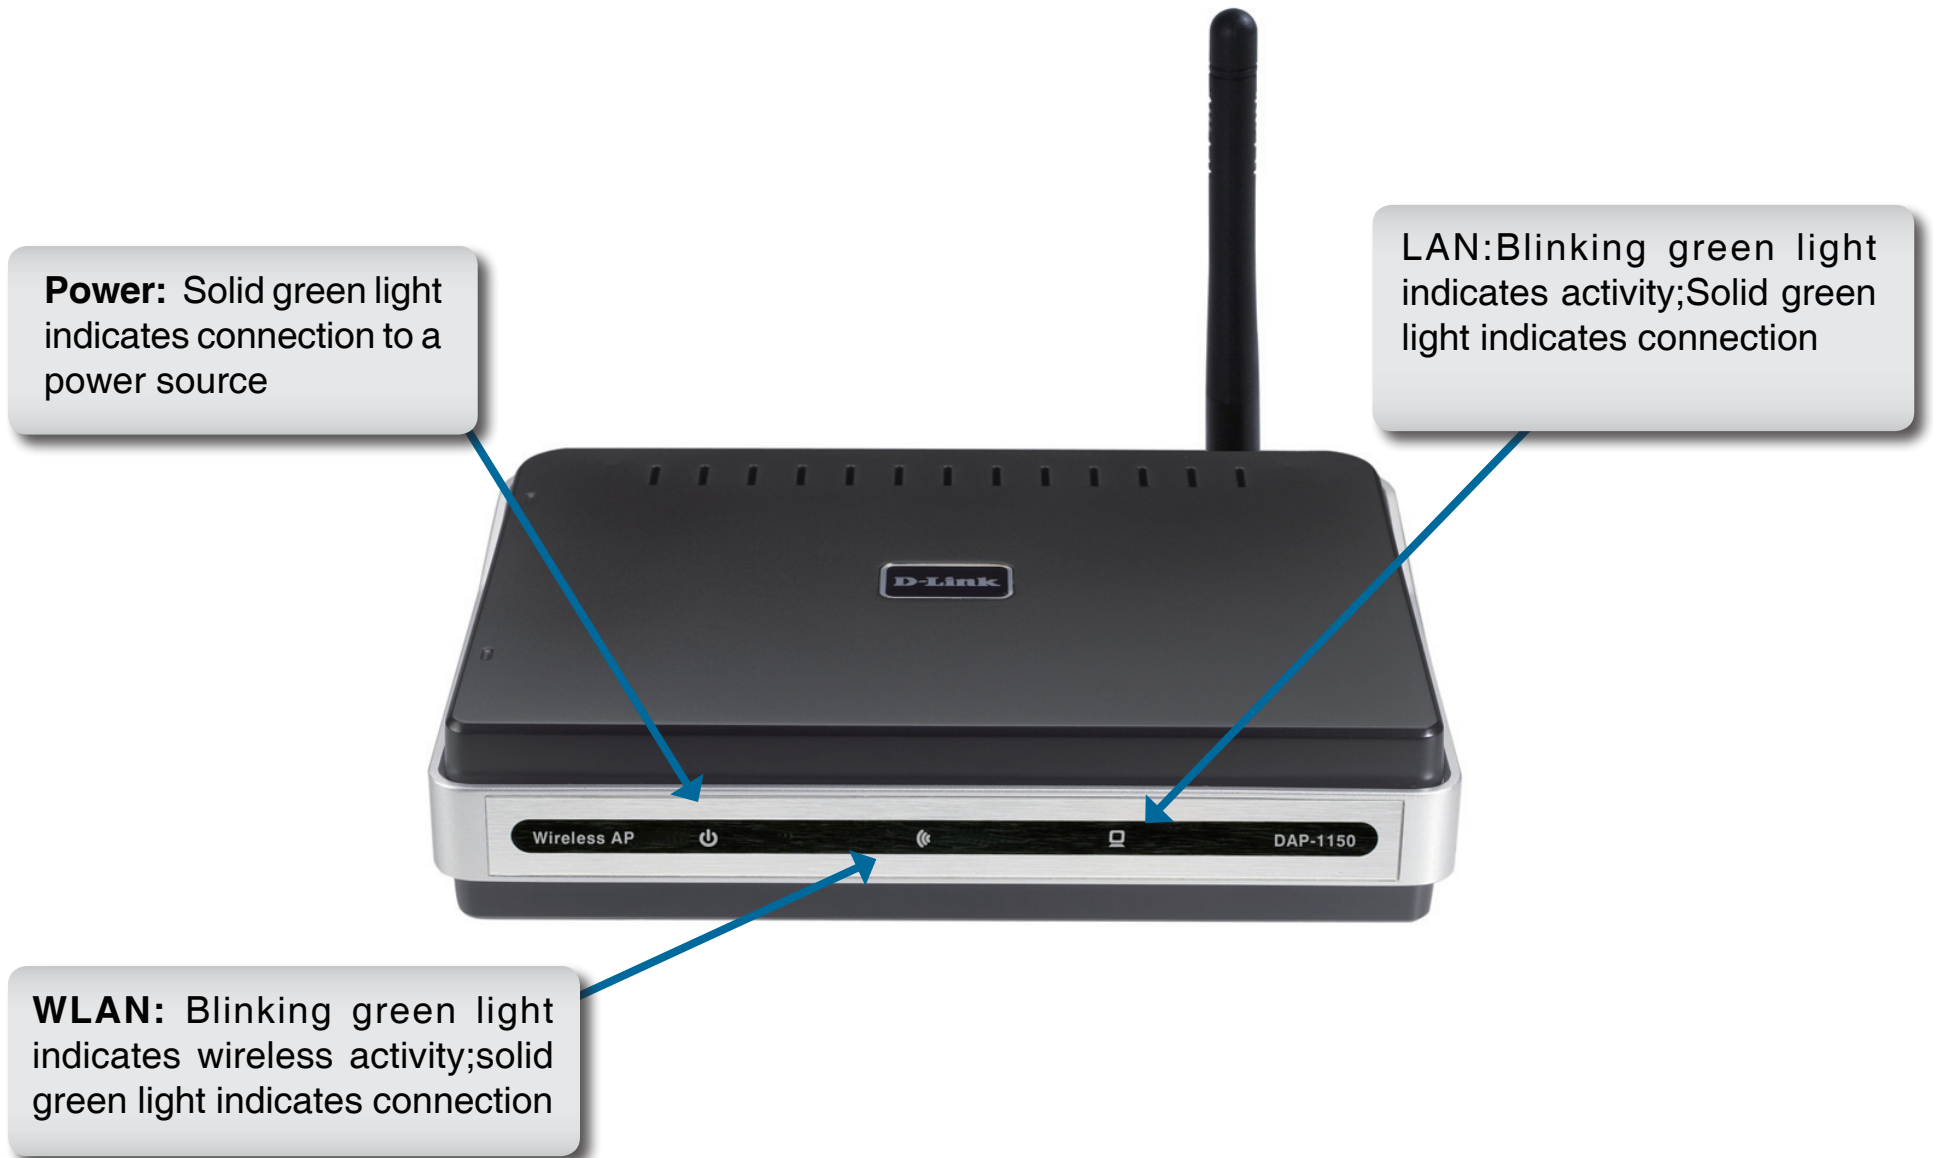 Power: Solid green light
indicates connection to a
power source
LAN:Blinking green light
indicates activity;Solid green
light indicates connection
D-Link
Wireless AP
DAP-1150
WLAN: Blinking green light
indicates wireless activity;solid
green light indicates connection